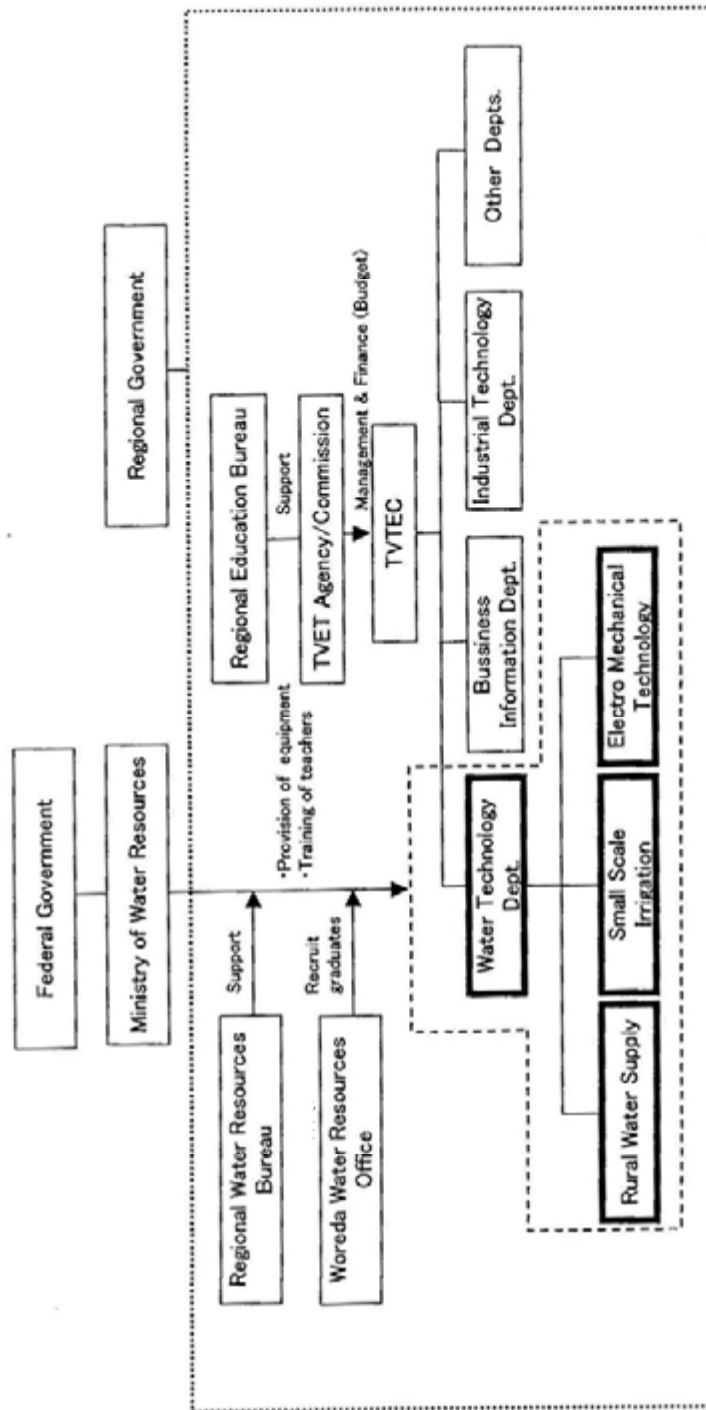 Federal Government
Ministry of Water Resources
Regional Government
Regional Water Resources
Bureau
Support
Woreda Water Resources
Office
Recruit
graduates
・Provision of equipment
・Training of teachers
Regional Education Bureau
Support
TVET Agency/Commission
Management & Finance (Budget)
TVTEC
Water Technology
Dept.
Bussiness
Information Dept.
Industrial Technology
Dept.
Other Depts.
Rural Water Supply
Small Scale
Irrigation
Electro Mechanical
Technology